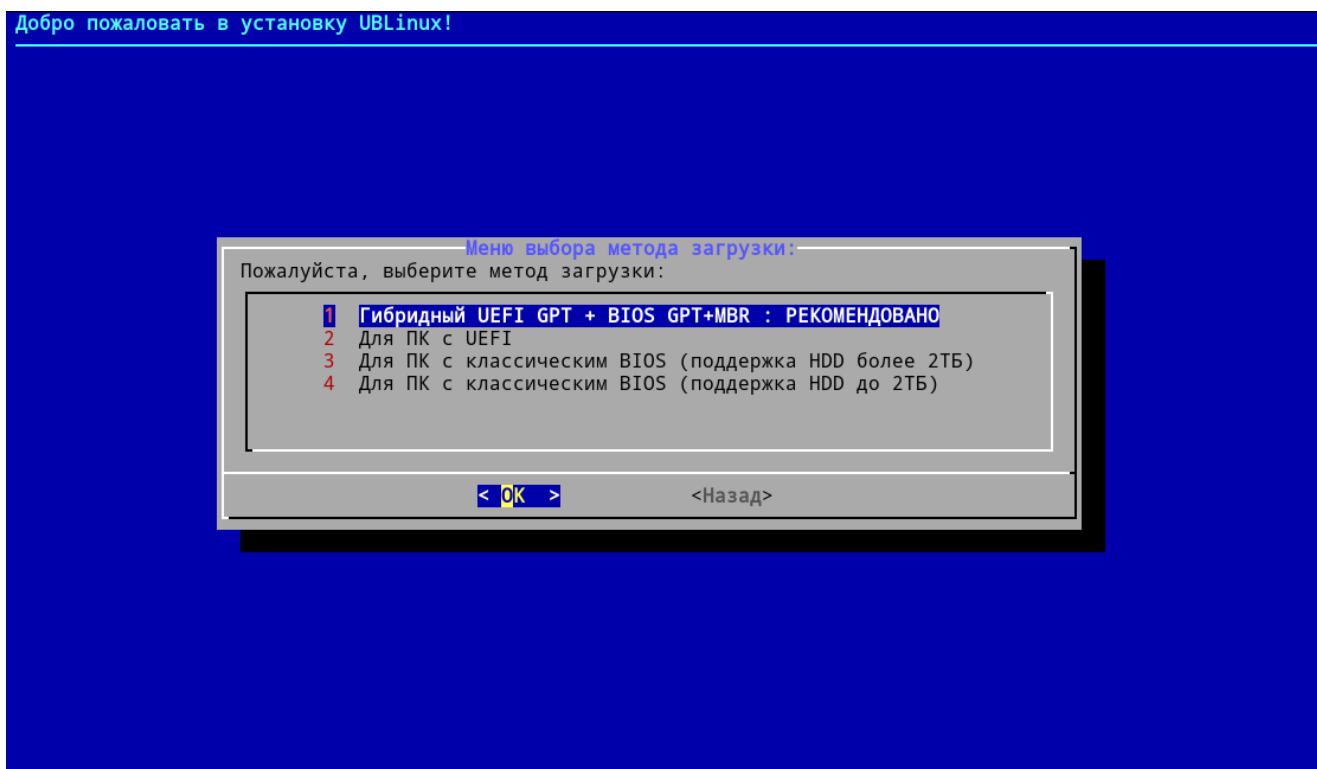 Добро пожаловать в установку UBLinux!
Меню выбора метода загрузки:
Пожалуйста, выберите метод загрузки:
1 Гибридный UEFI GPT + BIOS GPT+MBR : РЕКОМЕНДОВАНО
2 Для ПК с UEFI
3 Для ПК с классическим BIOS (поддержка HDD более 2ТБ)
4 Для ПК с классическим BIOS (поддержка HDD до 2ТБ)
< OK > <Назад>